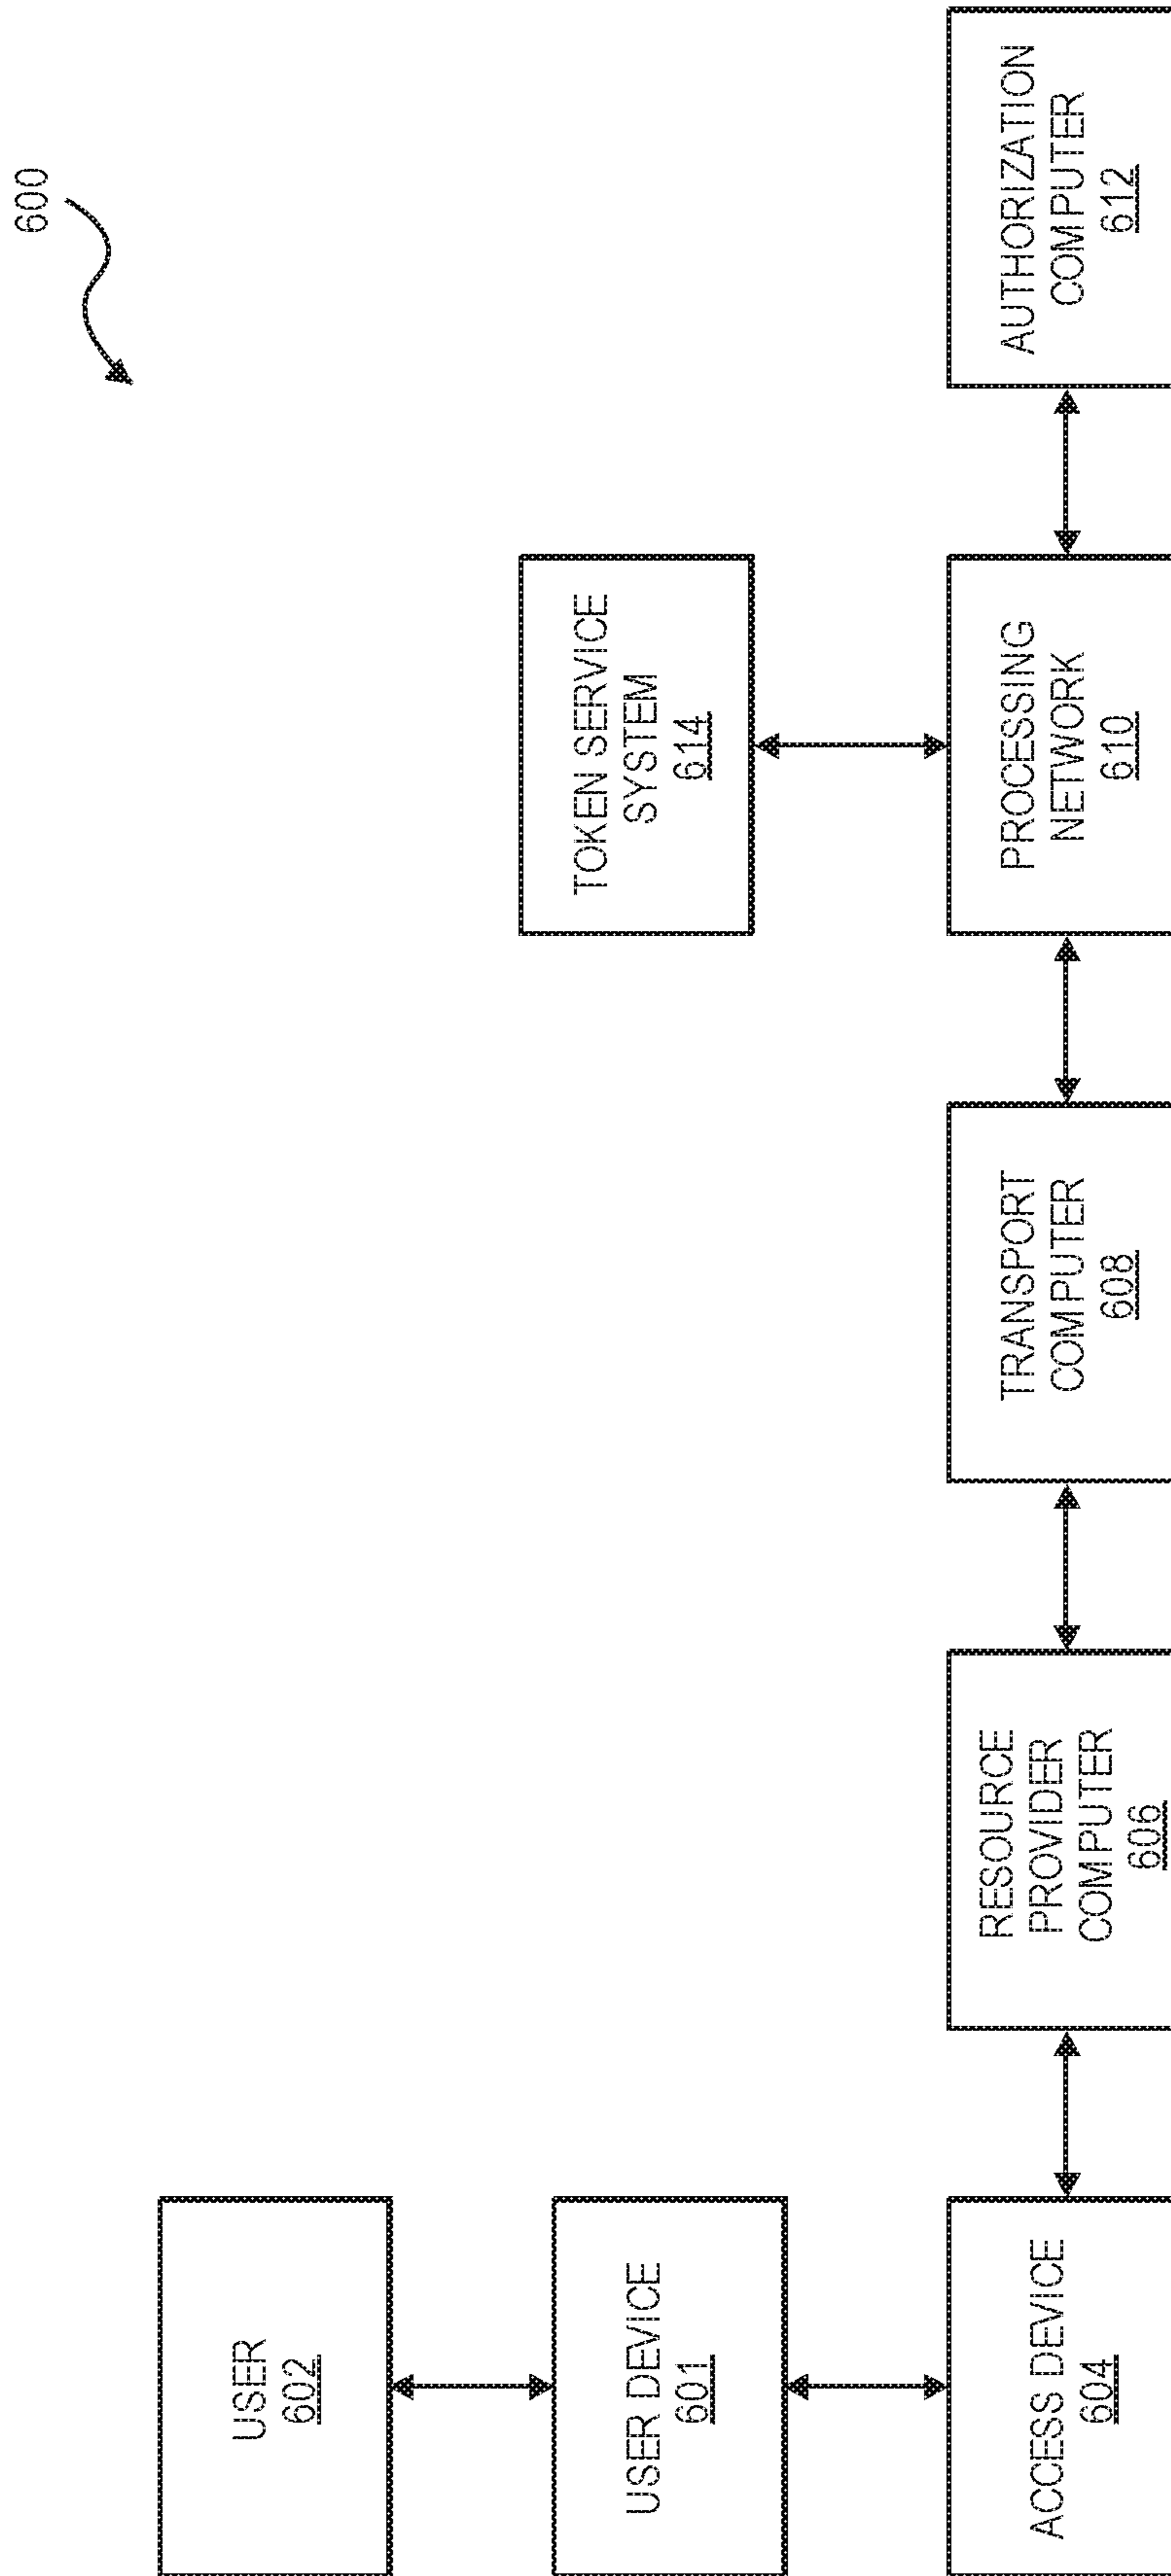 600
USER
602
USER DEVICE
601
ACCESS DEVICE
604
RESOURCE
PROVIDER
COMPUTER
606
TRANSPORT
COMPUTER
608
TOKEN SERVICE
SYSTEM
614
PROCESSING
NETWORK
610
AUTHORIZATION
COMPUTER
612